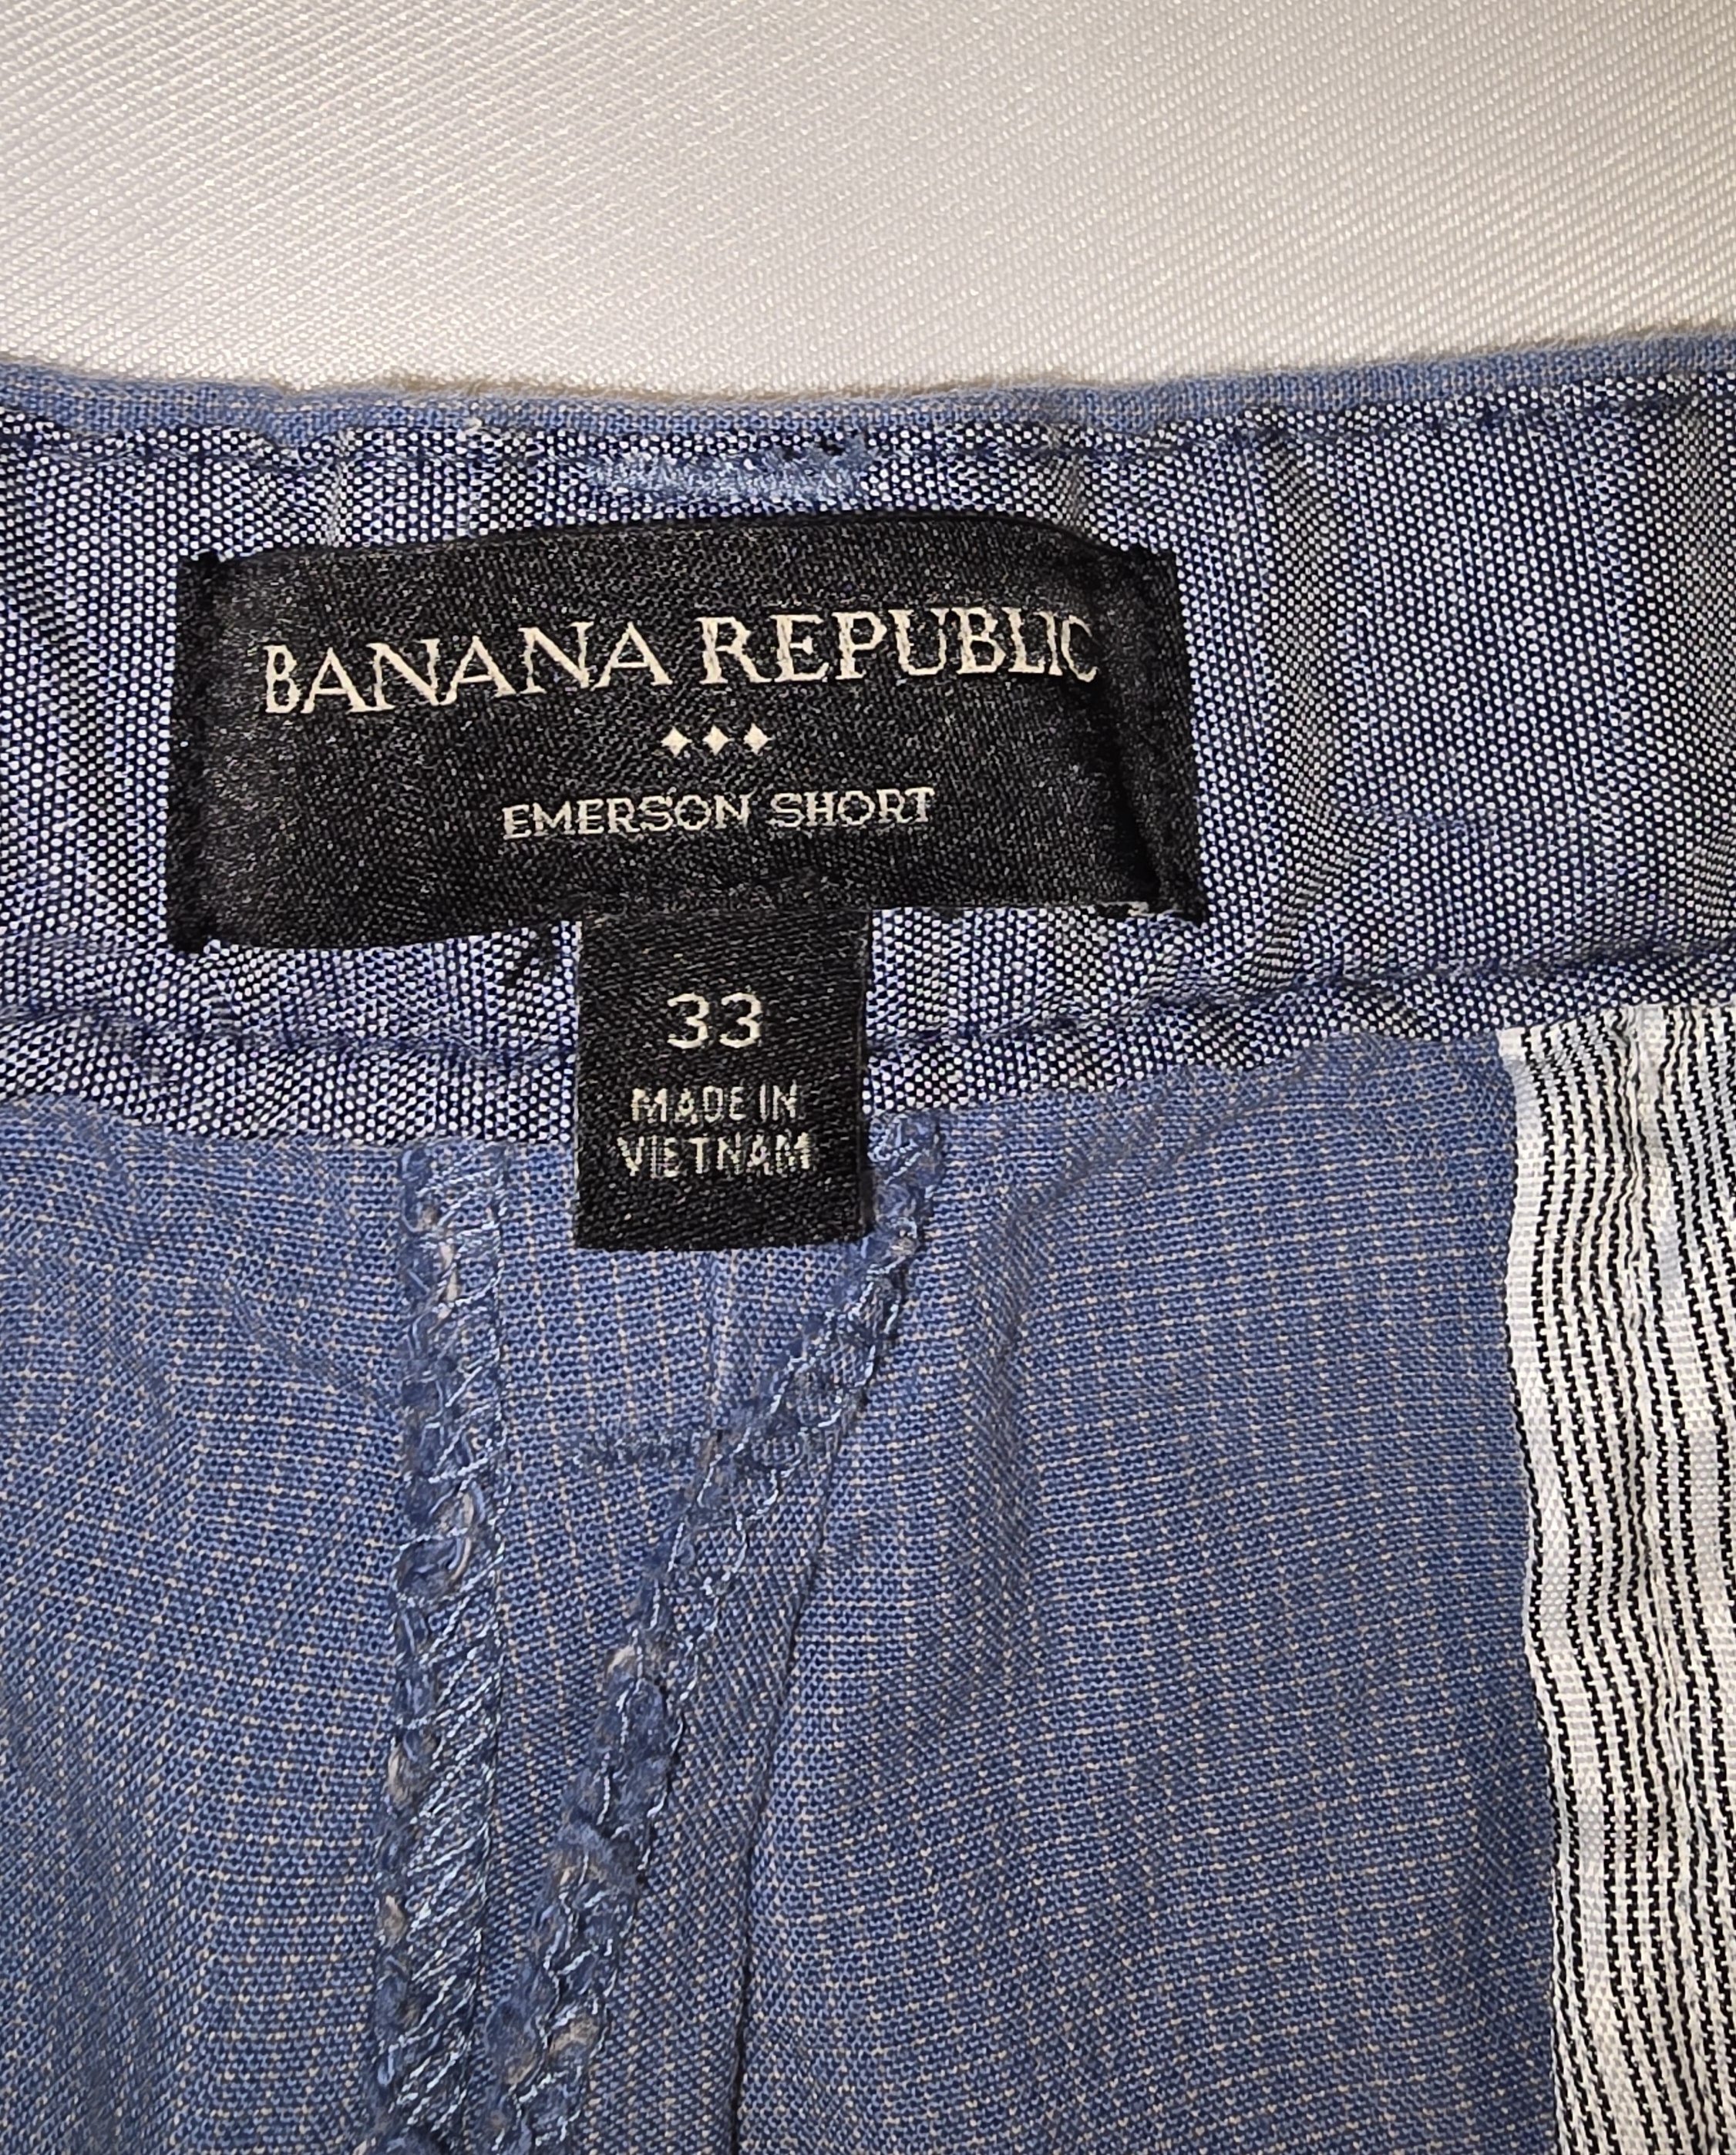 BANANA REPUBLIC
EMERSON SHORT
33
MADE IN
VIETNAM